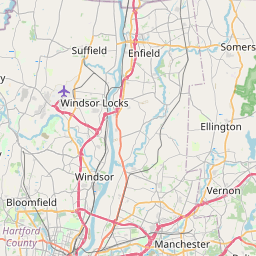 Suffield
Enfield
Somers
Windsor Locks
Ellington
Windsor
Vernon
Bloomfield
Hartford
County
Manchester